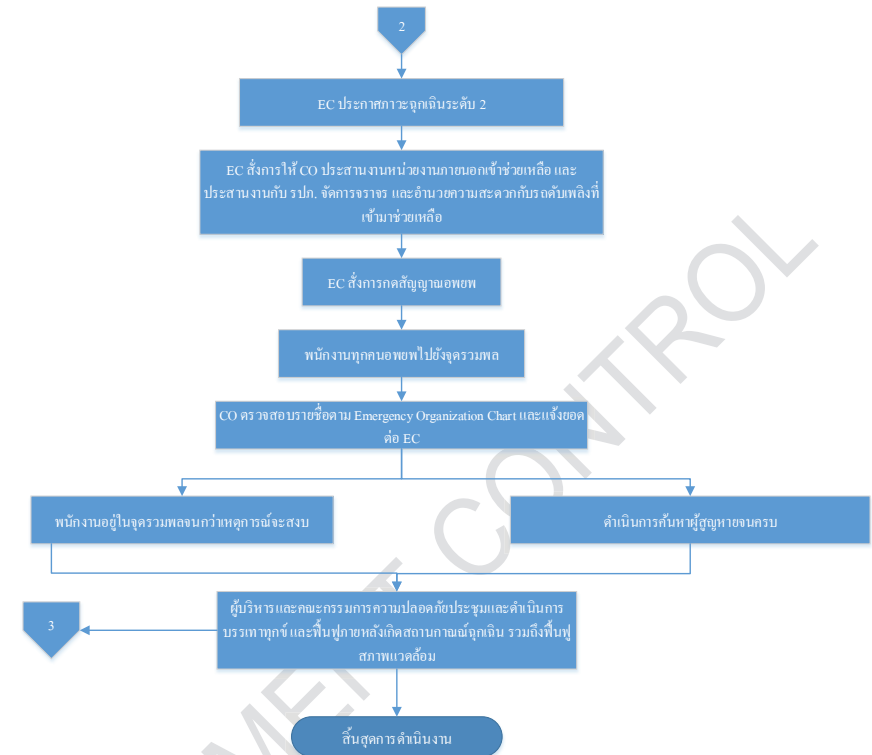 2
EC ประกาศภาวะฉุกเฉินระดับ 2
EC สั่งการให้ CO ประสานงานหน่วยงานภายนอกเข้าช่วยเหลือ และ
ประสานงานกับ รปภ. จัดการจราจร และอำนวยความสะดวกกับรถดับเพลิงที่
เข้ามาช่วยเหลือ
EC สั่งการกดสัญญาณอพยพ
พนักงานทุกคนอพยพไปยังจุดรวมพล
CO ตรวจสอบรายชื่อตาม Emergency Organization Chart และแจ้งยอด
ต่อ EC
พนักงานอยู่ในจุดรวมพลจนกว่าเหตุการณ์จะสงบ
ดำเนินการค้นหาผู้สูญหายจนครบ
ผู้บริหารและคณะกรรมการความปลอดภัยประชุมและดำเนินการ
บรรเทาทุกข์ และฟื้นฟูภายหลังเกิดสถานกาณณ์ฉุกเฉิน รวมถึงฟื้นฟู
สภาพแวดล้อม
3
สิ้นสุดการดำเนินงาน
MENT CONTROL